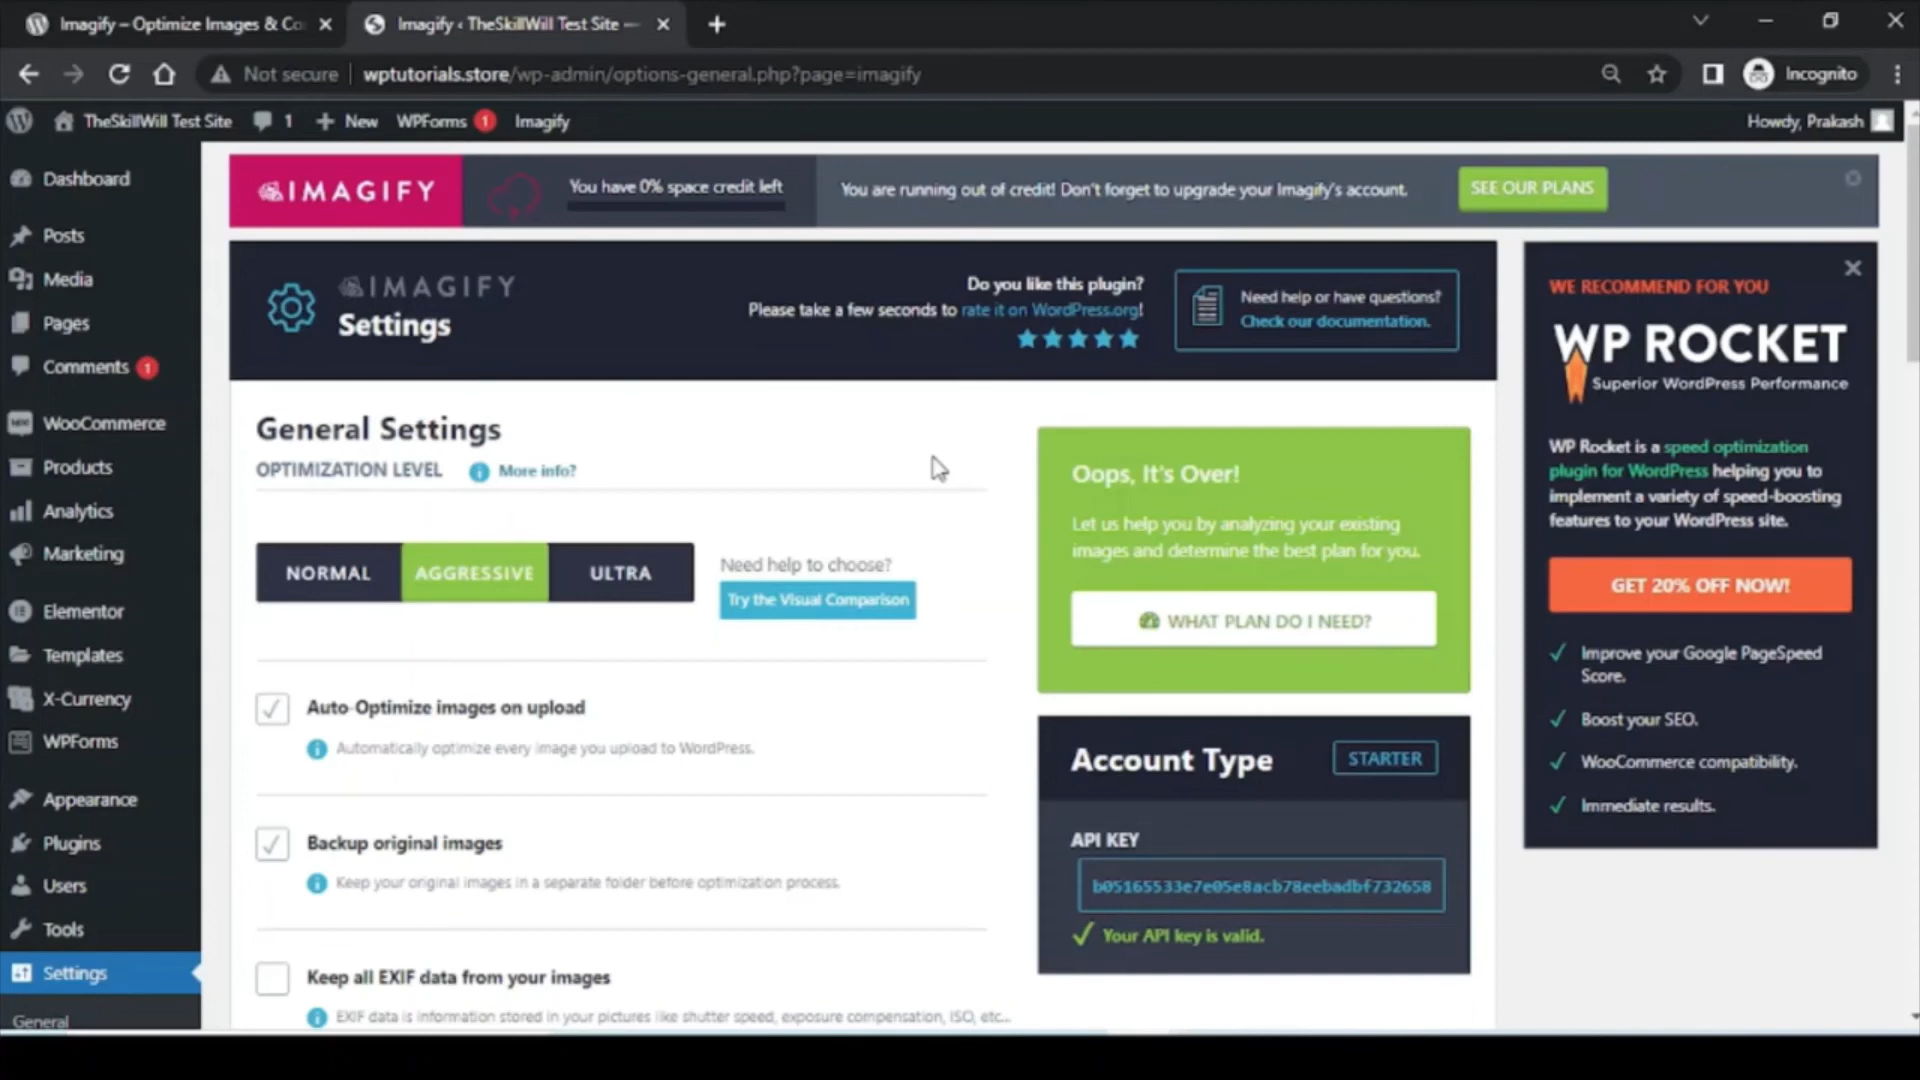 Imagify – Optimize Images & Co
Imagify ‹ TheSkillWill Test Site —
Not secure
wptutorials.store/wp-admin/options-general.php?page=imagify
Incognito
TheSkillWill Test Site
1
New
WPForms 1
Imagify
Howdy, Prakash
Dashboard
Posts
Media
Pages
Comments 1
WooCommerce
Products
Analytics
Marketing
Elementor
Templates
X-Currency
WPForms
Appearance
Plugins
Users
Tools
Settings
General
IMAGIFY
You have 0% space credit left
You are running out of credit! Don't forget to upgrade your Imagify's account.
SEE OUR PLANS
IMAGIFY
Settings
Do you like this plugin?
Please take a few seconds to rate it on WordPress.org!
Need help or have questions?
Check our documentation.
General Settings
OPTIMIZATION LEVEL
More info?
NORMAL
AGGRESSIVE
ULTRA
Need help to choose?
Try the Visual Comparison
Auto-Optimize images on upload
Automatically optimize every image you upload to WordPress.
Backup original images
Keep your original images in a separate folder before optimization process.
Keep all EXIF data from your images
EXIF data is information stored in your pictures like shutter speed, exposure compensation, ISO, etc...
Oops, It's Over!
Let us help you by analyzing your existing
images and determine the best plan for you.
WHAT PLAN DO I NEED?
Account Type
STARTER
API KEY
b05165533e7e05e8acb78eebadbf732658
Your API key is valid.
WE RECOMMEND FOR YOU
WP ROCKET
Superior WordPress Performance
WP Rocket is a speed optimization
plugin for WordPress helping you to
implement a variety of speed-boosting
features to your WordPress site.
GET 20% OFF NOW!
Improve your Google PageSpeed
Score.
Boost your SEO.
WooCommerce compatibility.
Immediate results.